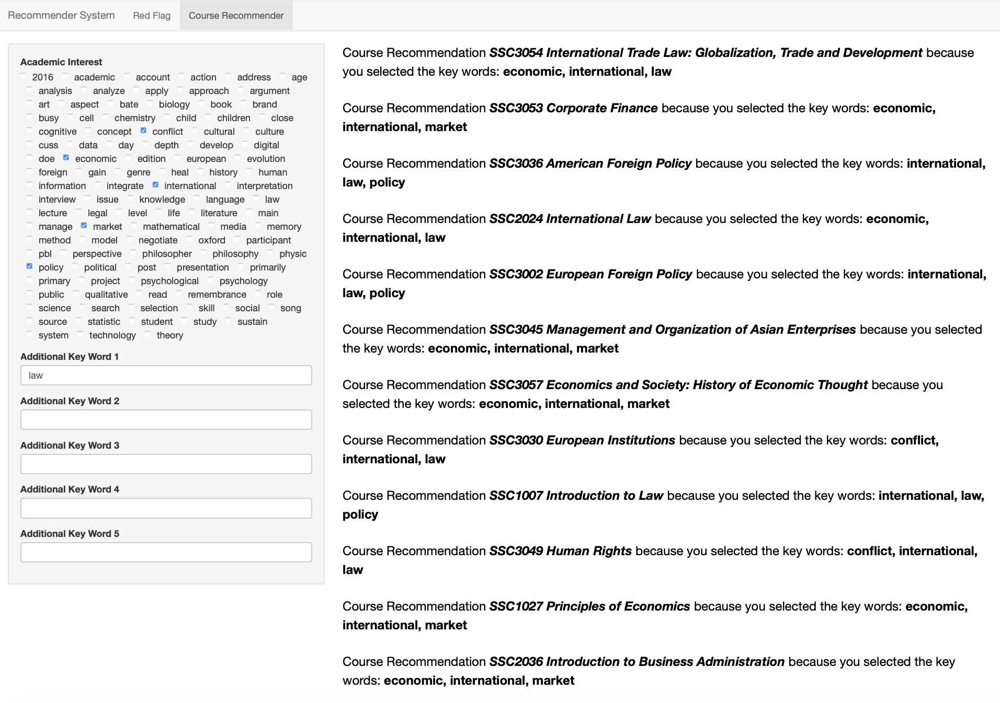 Recommender System Red Flag Course Recommender
Academic Interest
2016 academic account action address age
analysis analyze apply approach argument
art aspect bate biology book brand
busy cell chemistry child children close
cognitive concept conflict cultural culture
cuss data day depth develop digital
doe economic edition european evolution
foreign gain genre heal history human
information integrate international interpretation
interview issue knowledge language law
lecture legal level life literature main
manage market mathematical media memory
method model negotiate oxford participant
pbl perspective philosopher philosophy physic
policy political post presentation primarily
primary project psychological psychology
public qualitative read remembrance role
science search selection skill social song
source statistic student study sustain
system technology theory
Additional Key Word 1
law
Additional Key Word 2
Additional Key Word 3
Additional Key Word 4
Additional Key Word 5
Course Recommendation SSC3054 International Trade Law: Globalization, Trade and Development because
you selected the key words: economic, international, law
Course Recommendation SSC3053 Corporate Finance because you selected the key words: economic,
international, market
Course Recommendation SSC3036 American Foreign Policy because you selected the key words: international,
law, policy
Course Recommendation SSC2024 International Law because you selected the key words: economic,
international, law
Course Recommendation SSC3002 European Foreign Policy because you selected the key words: international,
law, policy
Course Recommendation SSC3045 Management and Organization of Asian Enterprises because you selected
the key words: economic, international, market
Course Recommendation SSC3057 Economics and Society: History of Economic Thought because you
selected the key words: economic, international, market
Course Recommendation SSC3030 European Institutions because you selected the key words: conflict,
international, law
Course Recommendation SSC1007 Introduction to Law because you selected the key words: international, law,
policy
Course Recommendation SSC3049 Human Rights because you selected the key words: conflict, international,
law
Course Recommendation SSC1027 Principles of Economics because you selected the key words: economic,
international, market
Course Recommendation SSC2036 Introduction to Business Administration because you selected the key
words: economic, international, market